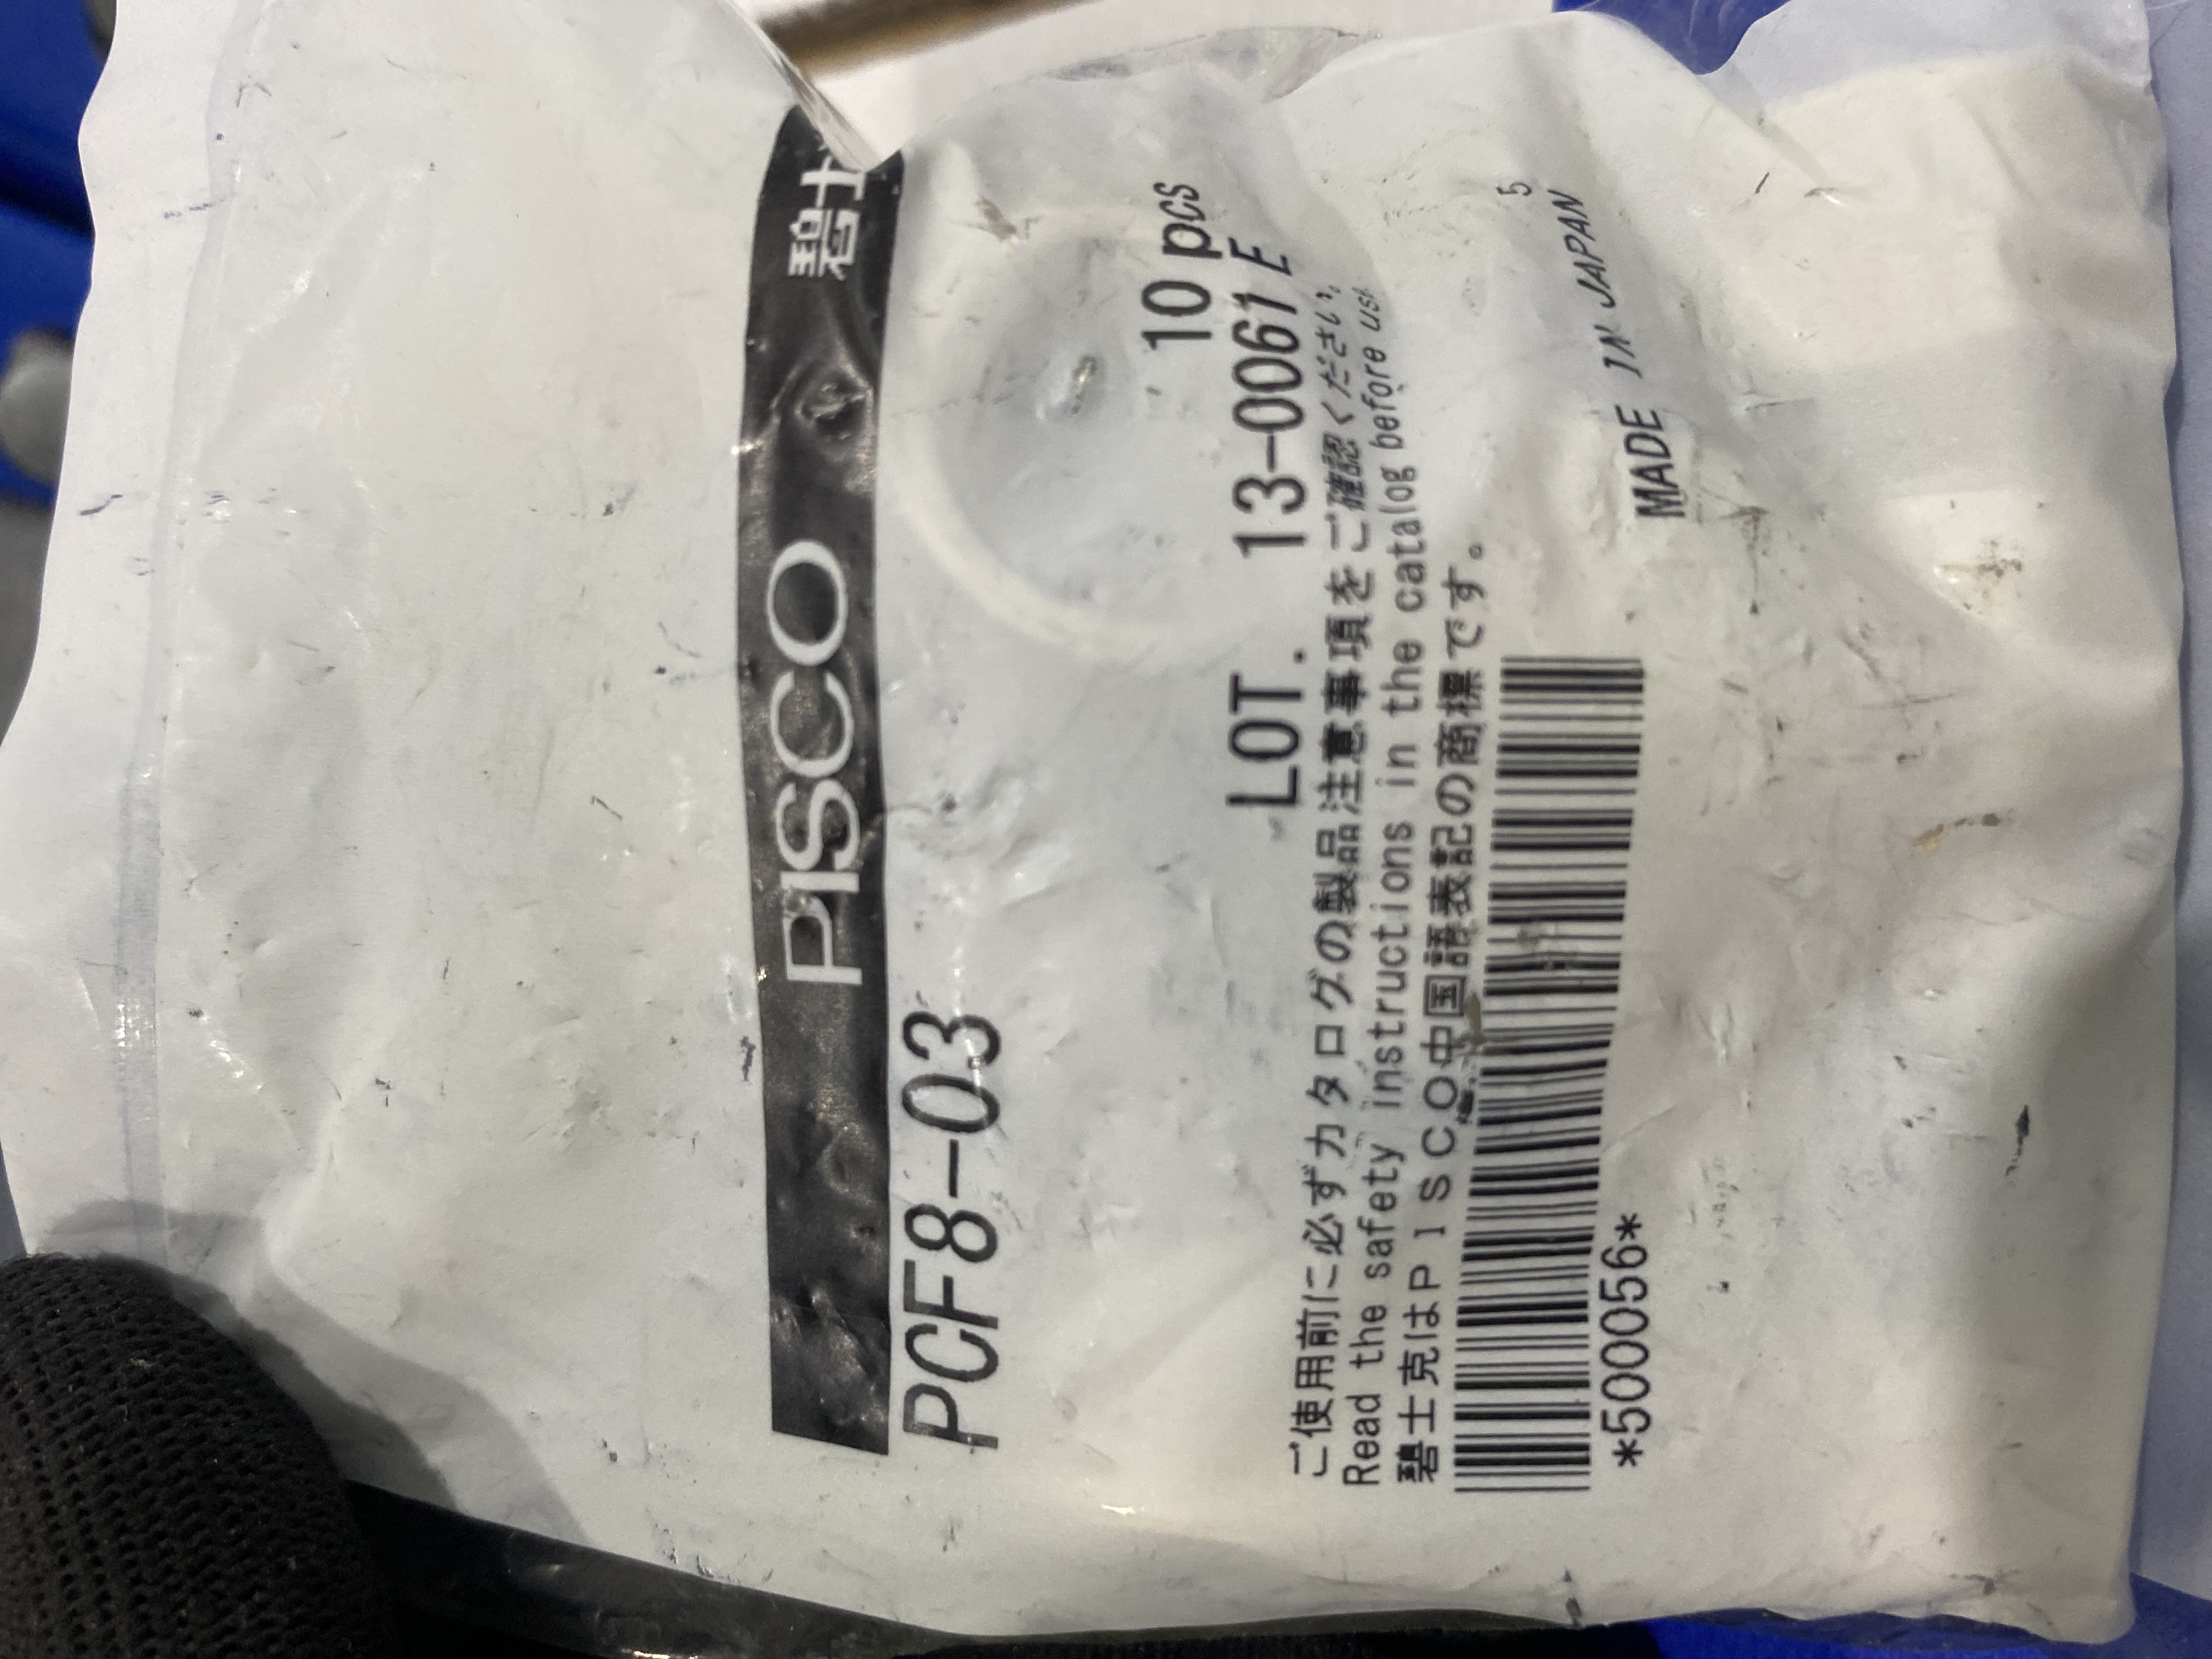 PISCO 碧士
PCF8-03
10 pcs
LOT. 13-0061 E
ご使用前に必ずカタログの製品注意事項をご確認ください。
Read the safety instructions in the catalog before use
碧士克はPISCO中国語表記の商標です。
5
MADE IN JAPAN
*500056*